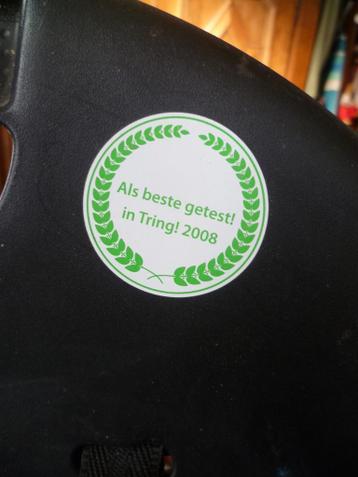 Als beste getest!
in Tring! 2008